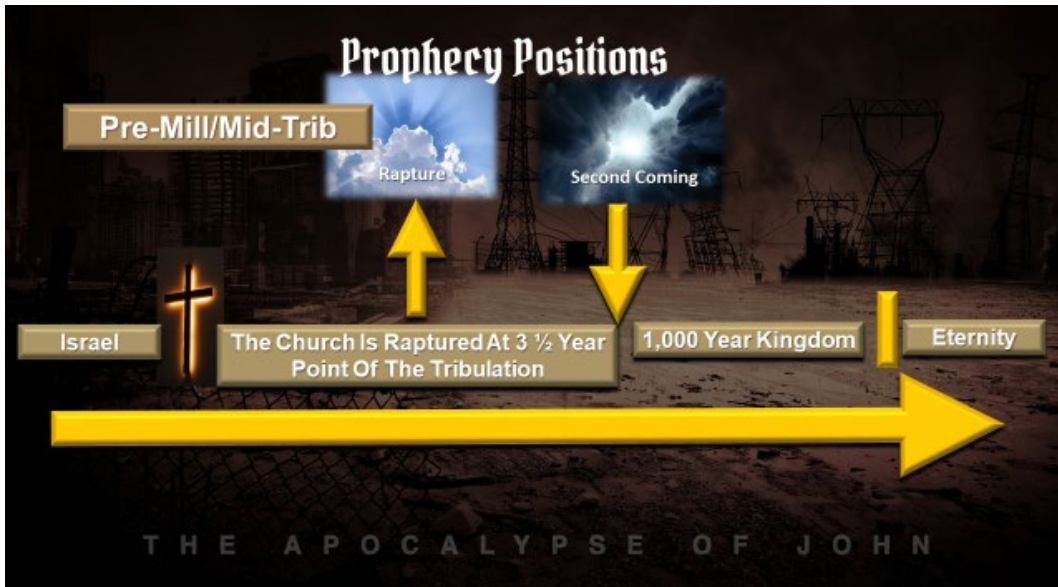 Prophecy Positions
Pre-Mill/Mid-Trib
Rapture
Second Coming
Israel
The Church Is Raptured At 3 ½ Year
Point Of The Tribulation
1,000 Year Kingdom
Eternity
THE APOCALYPSE OF JOHN